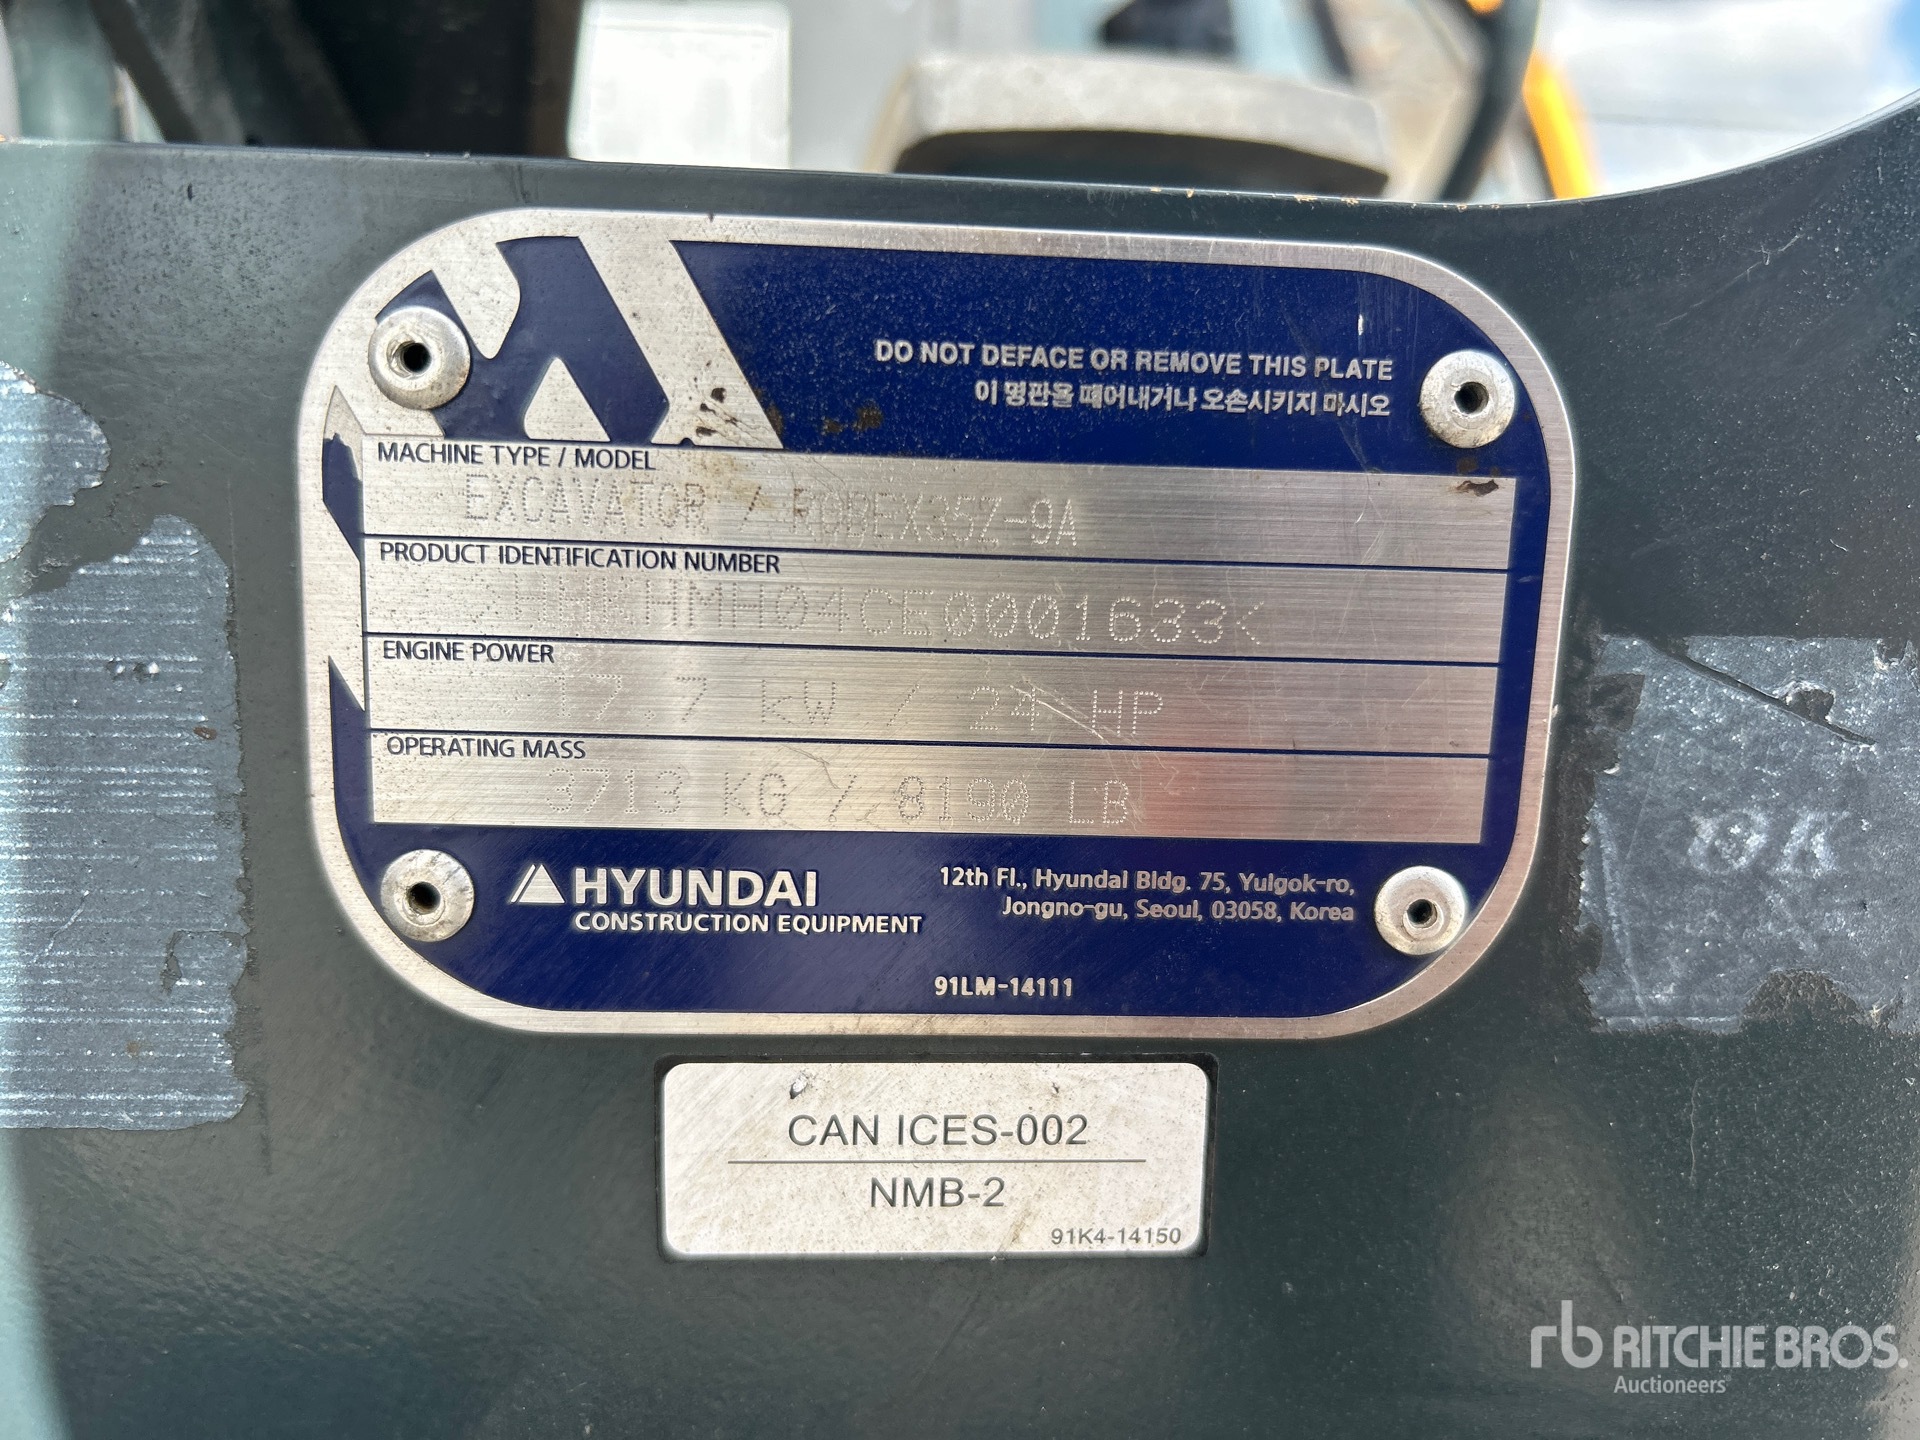 DO NOT DEFACE OR REMOVE THIS PLATE
이 명판을 떼어내거나 오손시키지 마시오
MACHINE TYPE / MODEL
EXCAVATOR / ROBEX35Z-9A
PRODUCT IDENTIFICATION NUMBER
HHKHMH04CE0001633K
ENGINE POWER
17.7 kW / 24 HP
OPERATING MASS
3713 KG / 8190 LB
HYUNDAI
CONSTRUCTION EQUIPMENT
12th Fl., Hyundai Bldg. 75, Yulgok-ro,
Jongno-gu, Seoul, 03058, Korea
91LM-14111
CAN ICES-002
NMB-2
91K4-14150
rb RITCHIE BROS.
Auctioneers